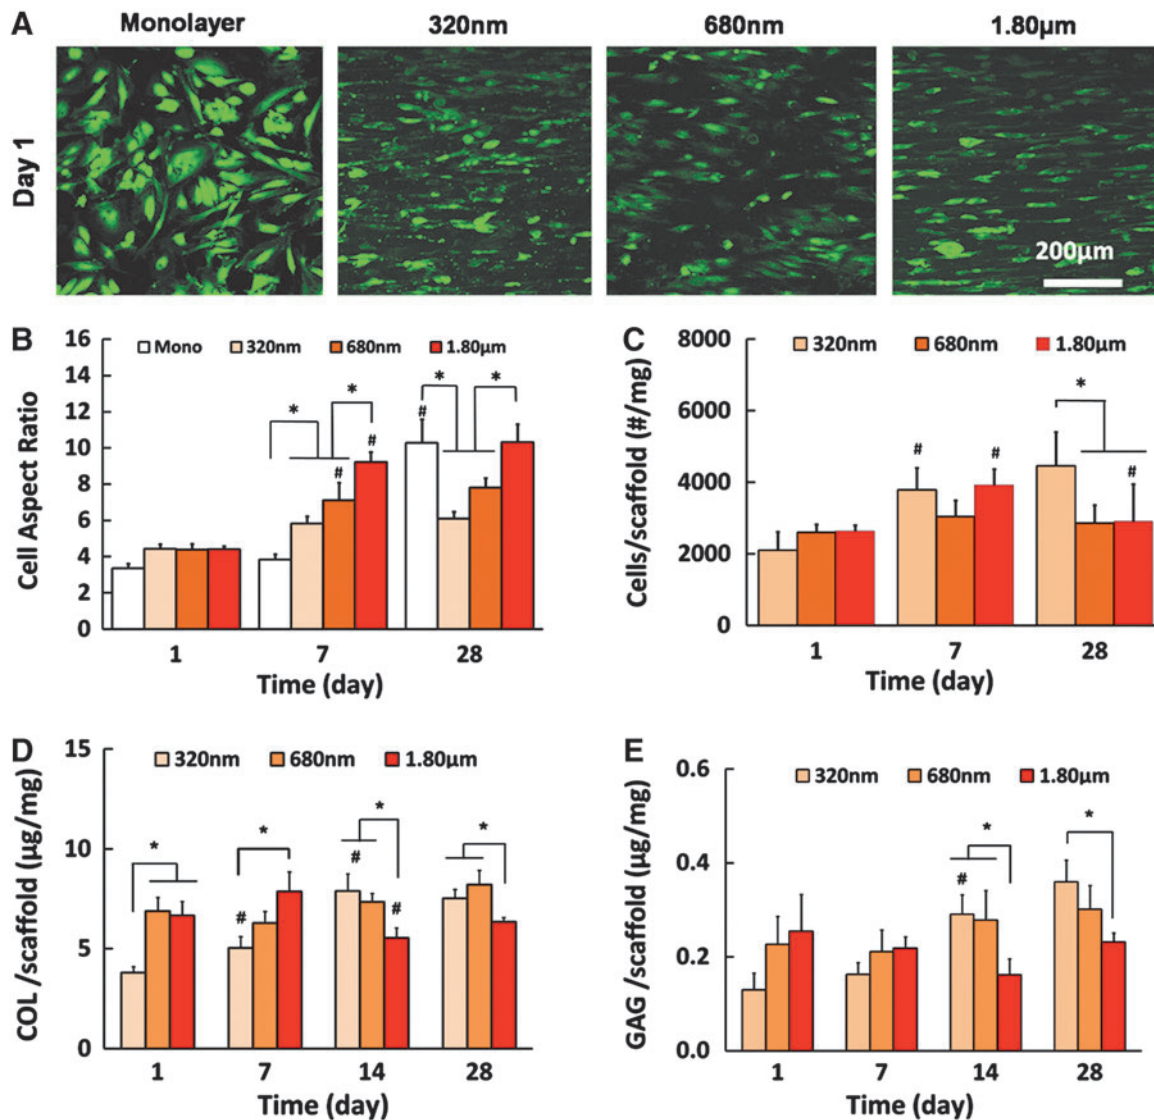 A
Monolayer 320nm 680nm 1.80µm
Day 1
200µm
B
16
14
12
10
8
6
4
2
0
Cell Aspect Ratio
Mono 320nm 680nm 1.80µm
* * # # # * *
1 7 28
Time (day)
C
8000
6000
4000
2000
0
Cells/scaffold (#/mg)
320nm 680nm 1.80µm
# # * #
1 7 28
Time (day)
D
15
10
5
0
COL /scaffold (µg/mg)
320nm 680nm 1.80µm
* # * # * # *
1 7 14 28
Time (day)
E
0.6
0.4
0.2
0.0
GAG /scaffold (µg/mg)
320nm 680nm 1.80µm
# * *
1 7 14 28
Time (day)